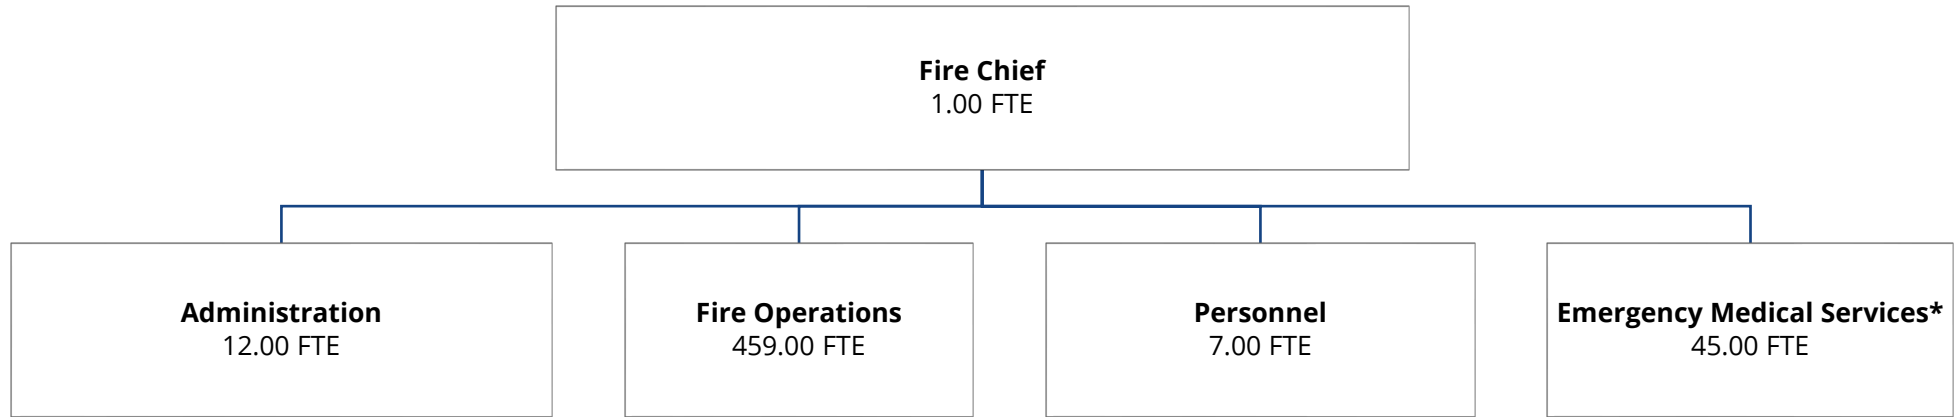 Fire Chief
1.00 FTE
Administration
12.00 FTE
Fire Operations
459.00 FTE
Personnel
7.00 FTE
Emergency Medical Services*
45.00 FTE